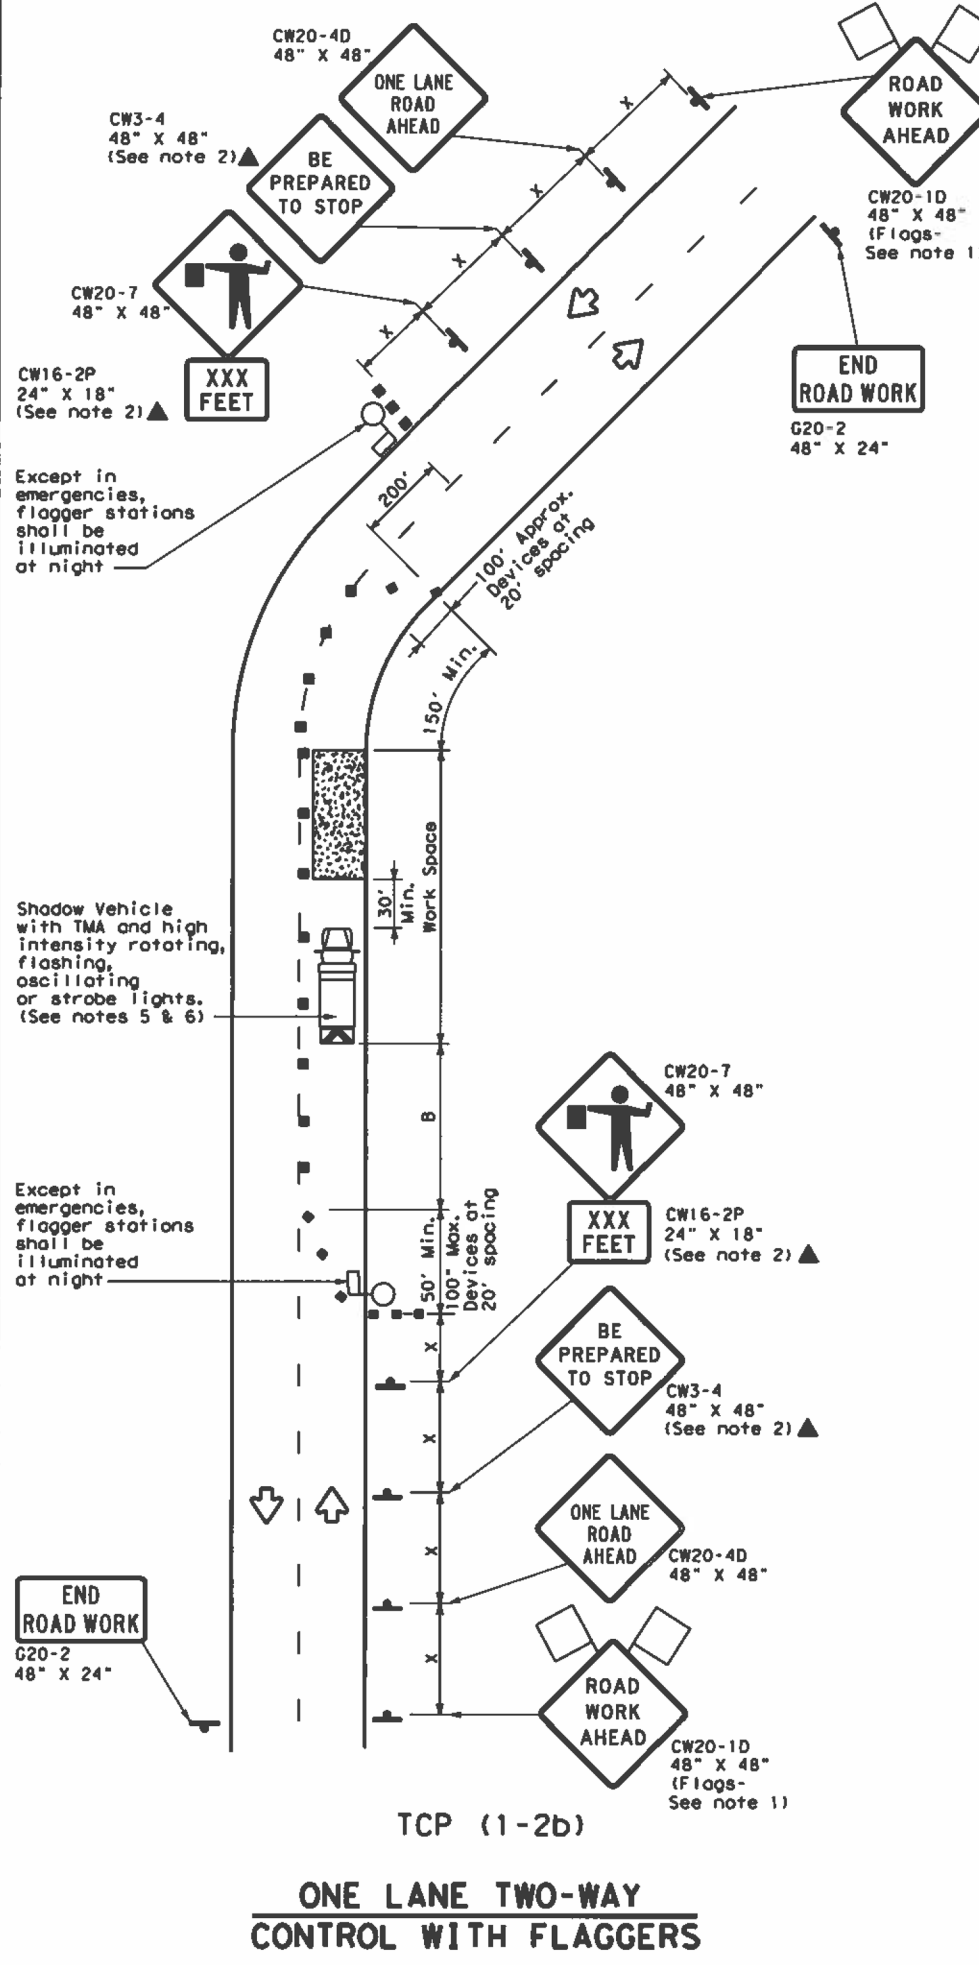 CW20-4D
48" X 48"
ONE LANE
ROAD
AHEAD
X
ROAD
WORK
AHEAD
CW3-4
48" X 48"
(See note 2)
BE
PREPARED
TO STOP
X
CW20-1D
48" X 48"
(Flags-
See note 1
CW20-7
48" X 48"
X
X
CW16-2P
24" X 18"
(See note 2)
XXX
FEET
END
ROAD WORK
G20-2
48" X 24"
Except in
emergencies,
flagger stations
shall be
illuminated
at night
200'
100' Approx.
Devices at
20' spacing
150' Min.
Work Space
30'
Min.
Shadow Vehicle
with TMA and high
intensity rotating,
flashing,
oscillating
or strobe lights.
(See notes 5 & 6)
B
CW20-7
48" X 48"
Except in
emergencies,
flagger stations
shall be
illuminated
at night
50' Min.
100" Max.
Devices at
20' spacing
XXX
FEET
CW16-2P
24" X 18"
(See note 2)
X
BE
PREPARED
TO STOP
CW3-4
48" X 48"
(See note 2)
X
ONE LANE
ROAD
AHEAD
CW20-4D
48" X 48"
X
END
ROAD WORK
G20-2
48" X 24"
X
ROAD
WORK
AHEAD
CW20-1D
48" X 48"
(Flags-
See note 1)
TCP (1-2b)
ONE LANE TWO-WAY
CONTROL WITH FLAGGERS